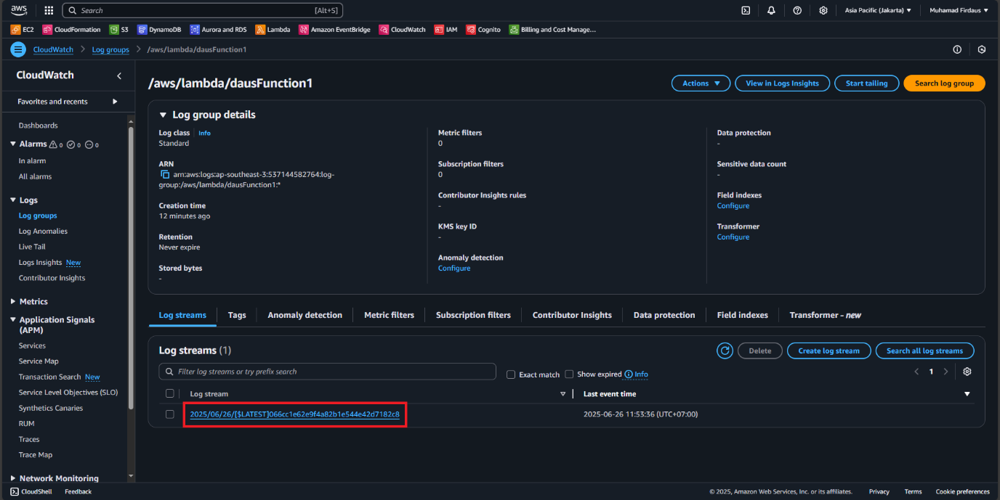 aws Search [Alt+S] Asia Pacific (Jakarta) Muhamad Firdaus
EC2 CloudFormation S3 DynamoDB Aurora and RDS Lambda Amazon EventBridge CloudWatch IAM Cognito Billing and Cost Manage...
CloudWatch > Log groups > /aws/lambda/dausFunction1
CloudWatch
Favorites and recents
Dashboards
Alarms 0 0 0
In alarm
All alarms
Logs
Log groups
Log Anomalies
Live Tail
Logs Insights New
Contributor Insights
Metrics
Application Signals
(APM)
Services
Service Map
Transaction Search New
Service Level Objectives (SLO)
Synthetics Canaries
RUM
Traces
Trace Map
Network Monitoring
/aws/lambda/dausFunction1
Actions View in Logs Insights Start tailing Search log group
Log group details
Log class Info
Standard
ARN
arn:aws:logs:ap-southeast-3:537144582764:log-
group:/aws/lambda/dausFunction1:*
Creation time
12 minutes ago
Retention
Never expire
Stored bytes
-
Metric filters
0
Subscription filters
0
Contributor Insights rules
-
KMS key ID
-
Anomaly detection
Configure
Data protection
-
Sensitive data count
-
Field indexes
Configure
Transformer
Configure
Log streams Tags Anomaly detection Metric filters Subscription filters Contributor Insights Data protection Field indexes Transformer - new
Log streams (1)
Delete Create log stream Search all log streams
Filter log streams or try prefix search Exact match Show expired Info 1
Log stream Last event time
2025/06/26/[$LATEST]066cc1e62e9f4a82b1e544e42d7182c8 2025-06-26 11:53:36 (UTC+07:00)
CloudShell Feedback © 2025, Amazon Web Services, Inc. or its affiliates. Privacy Terms Cookie preferences